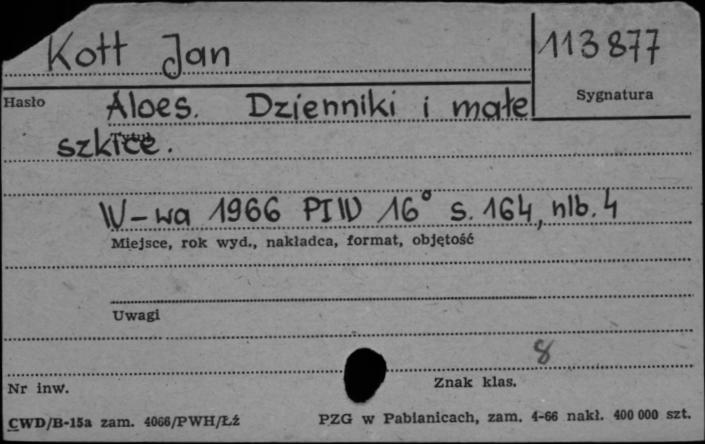 Kott Jan
113877
Hasło
Sygnatura
Aloes. Dzienniki i małe
szkice.
Tytuł
W-wa 1966 PIW 16° s. 164, nlb. 4
Miejsce, rok wyd., nakładca, format, objętość
Uwagi
8
Nr inw.
Znak klas.
CWD/B-15a zam. 4066/PWH/Łź
PZG w Pabianicach, zam. 4-66 nakł. 400 000 szt.